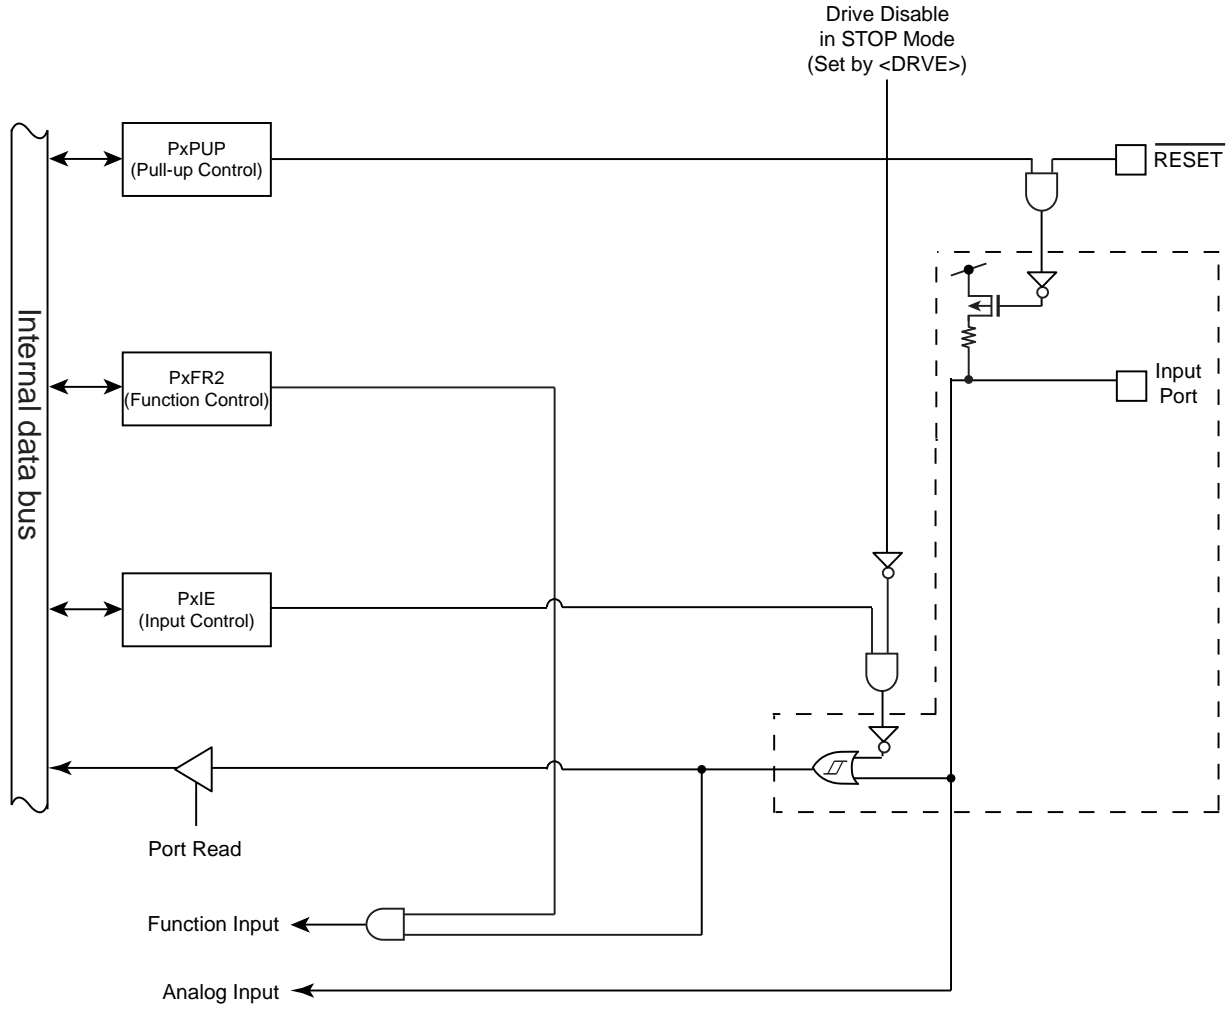 Drive Disable
in STOP Mode
(Set by <DRVE>)
PxPUP
(Pull-up Control)
RESET
Internal data bus
PxFR2
(Function Control)
Input
Port
PxIE
(Input Control)
Port Read
Function Input
Analog Input